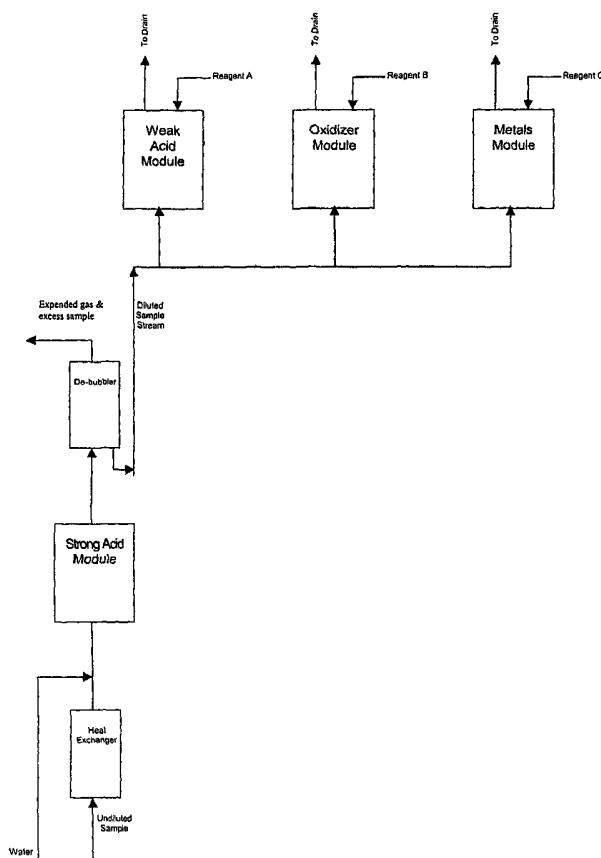 To Drain
To Drain
To Drain
Reagent A
Reagent B
Reagent C
Weak
Acid
Module
Oxidizer
Module
Metals
Module
Expended gas &
excess sample
Diluted
Sample
Stream
De-bubbler
Strong Acid
Module
Heat
Exchanger
Undiluted
Sample
Water